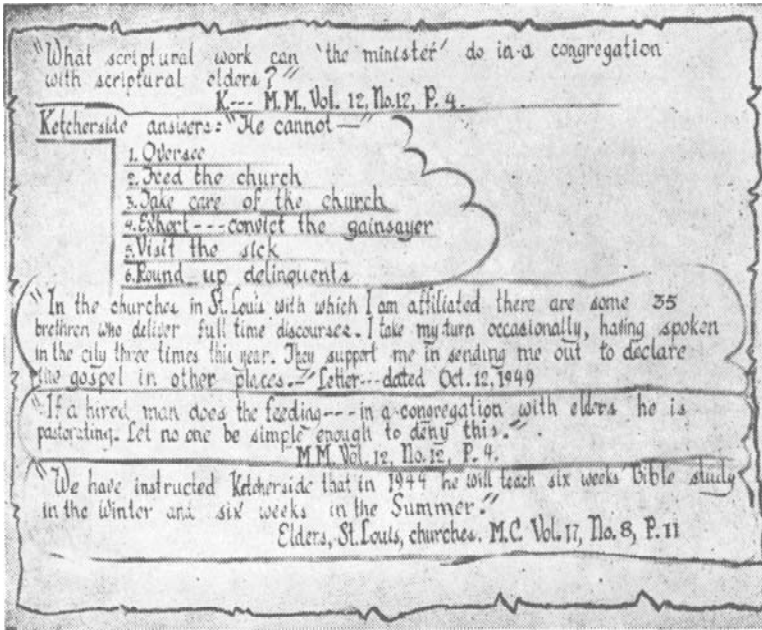 "What scriptural work can 'the minister' do in a congregation
with scriptural elders?"
K--- M.M., Vol. 12, No.12, P. 4.
Ketcherside answers: "He cannot—"
1. Oversee
2. Feed the church
3. Take care of the church
4. Exhort---convict the gainsayer
5. Visit the sick
6. Round up delinquents
"In the churches in St. Louis with which I am affiliated there are some 35
brethren who deliver full time discourses. I take my turn occasionally, having spoken
in the city three times this year. They support me in sending me out to declare
the gospel in other places.—" Letter---dated Oct. 12, 1949
"If a hired man does the feeding---in a congregation with elders he is
pastorating. Let no one be simple enough to deny this."
M.M. Vol. 12, No. 12, P. 4.
"We have instructed Ketcherside that in 1944 he will teach six weeks' Bible study
in the Winter and six weeks in the Summer."
Elders, St. Louis, churches. M.C. Vol. 17, No. 8, P. 11